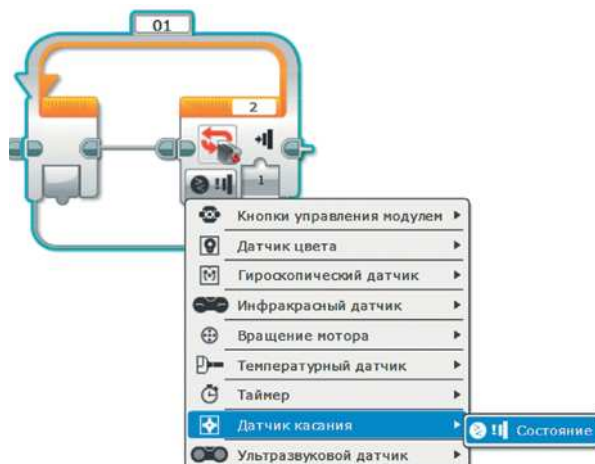 01
2
1
Кнопки управления модулем
Датчик цвета
Гироскопический датчик
Инфракрасный датчик
Вращение мотора
Температурный датчик
Таймер
Датчик касания
Состояние
Ультразвуковой датчик